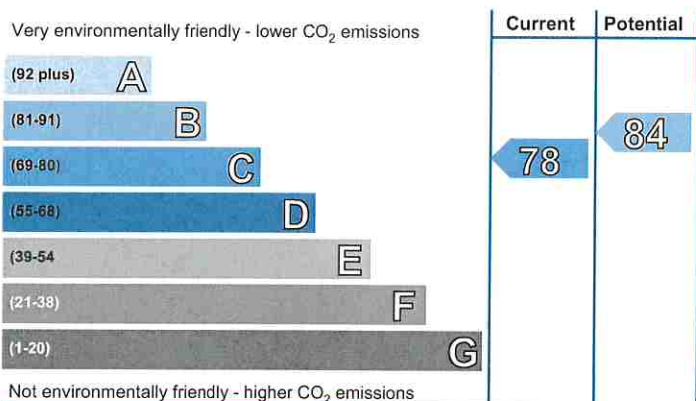 Very environmentally friendly - lower CO2 emissions
Current
Potential
(92 plus) A
(81-91) B
(69-80) C
(55-68) D
(39-54 E
(21-38) F
(1-20) G
78
84
Not environmentally friendly - higher CO2 emissions